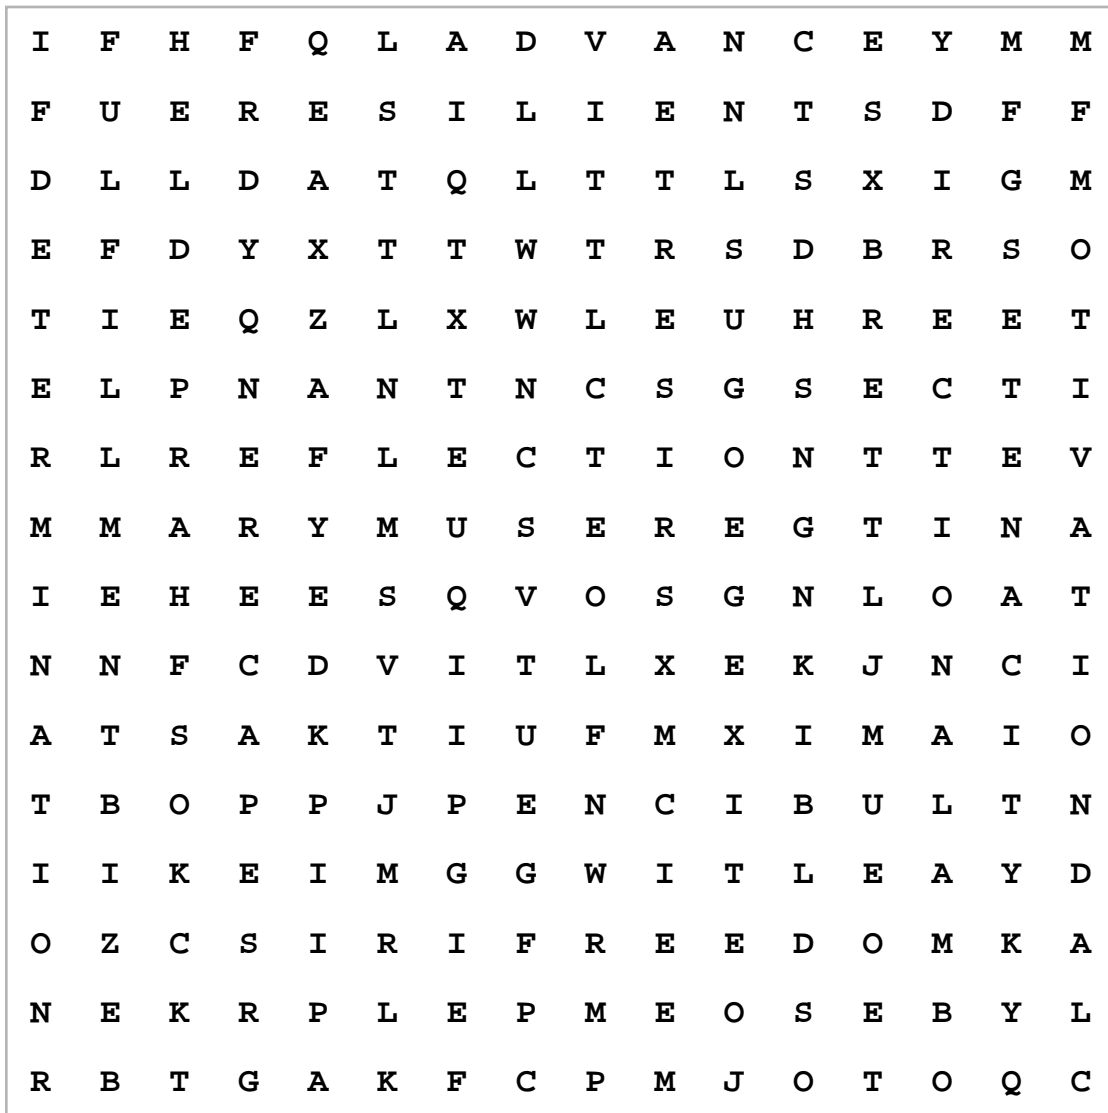 I F H F Q L A D V A N C E Y M M
F U E R E S I L I E N T S D F F
D L L D A T Q L T T L S X I G M
E F D Y X T T W T R S D B R S O
T I E Q Z L X W L E U H R E E T
E L P N A N T N C S G S E C T I
R L R E F L E C T I O N T T E V
M M A R Y M U S E R E G T I N A
I E H E E S Q V O S G N L O A T
N N F C D V I T L X E K J N C I
A T S A K T I U F M X I M A I O
T B O P P J P E N C I B U L T N
I I K E I M G G W I T L E A Y D
O Z C S I R I F R E E D O M K A
N E K R P L E P M E O S E B Y L
R B T G A K F C P M J O T O Q C